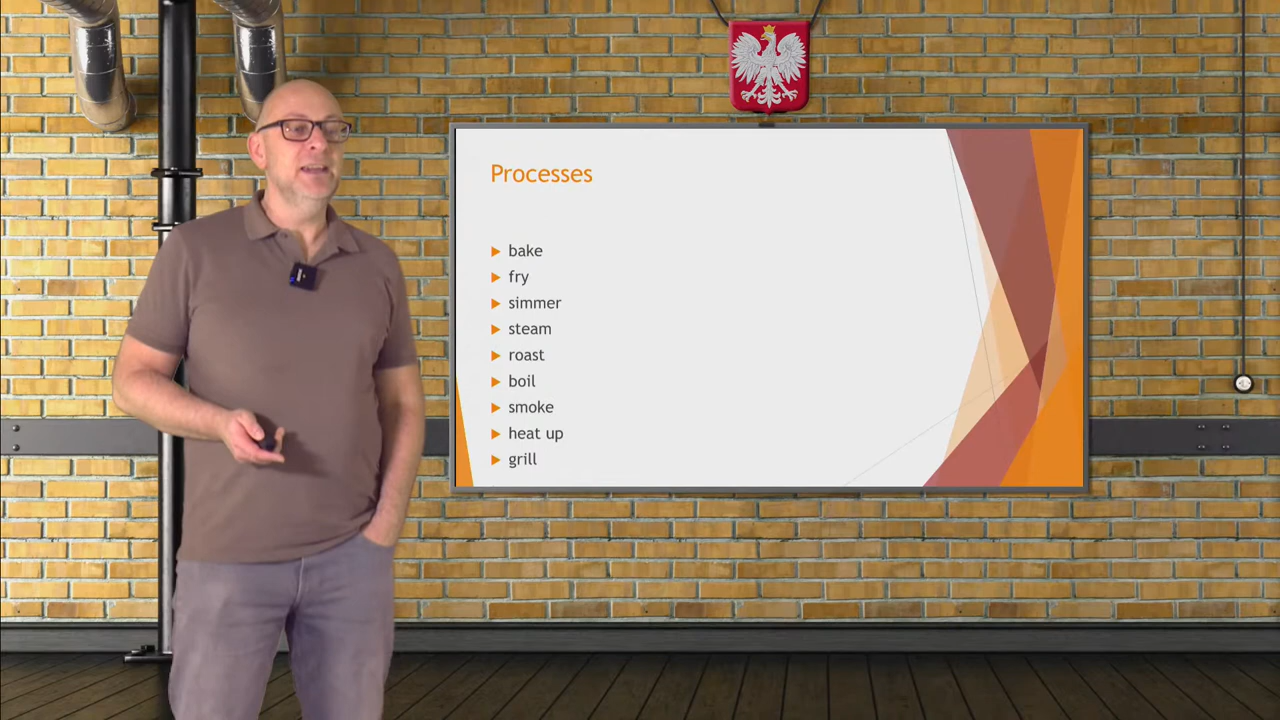 Processes
bake
fry
simmer
steam
roast
boil
smoke
heat up
grill